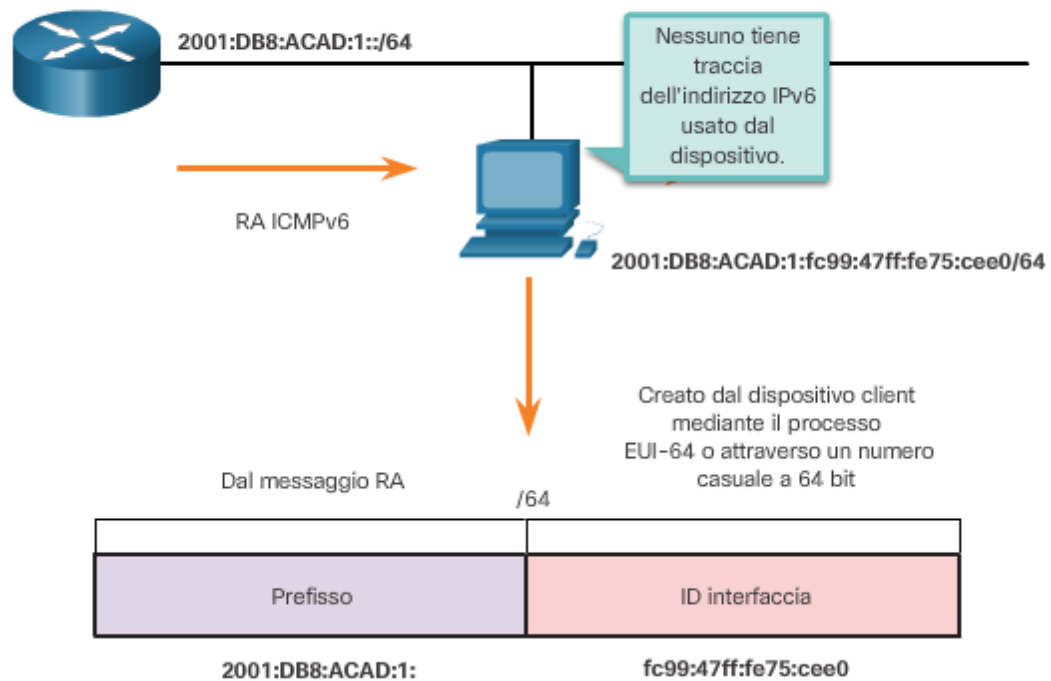 2001:DB8:ACAD:1::/64
Nessuno tiene
traccia
dell'indirizzo IPv6
usato dal
dispositivo.
RA ICMPv6
2001:DB8:ACAD:1:fc99:47ff:fe75:cee0/64
Creato dal dispositivo client
mediante il processo
EUI-64 o attraverso un numero
casuale a 64 bit
Dal messaggio RA
/64
Prefisso
ID interfaccia
2001:DB8:ACAD:1:
fc99:47ff:fe75:cee0